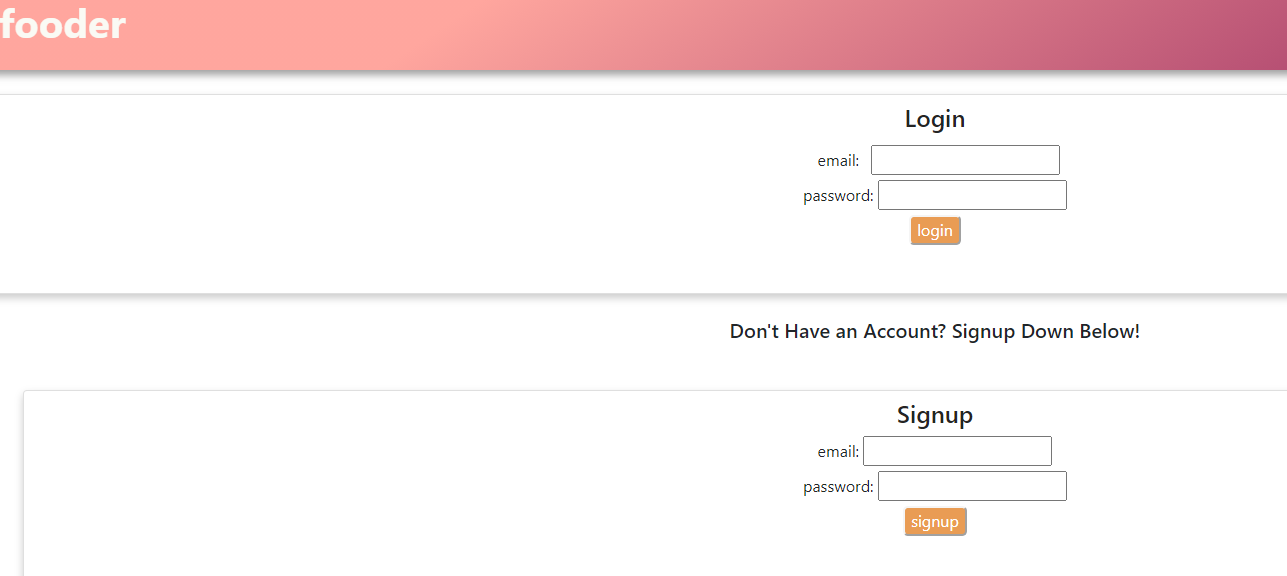 fooder
Login
email:
password:
login
Don't Have an Account? Signup Down Below!
Signup
email:
password:
signup